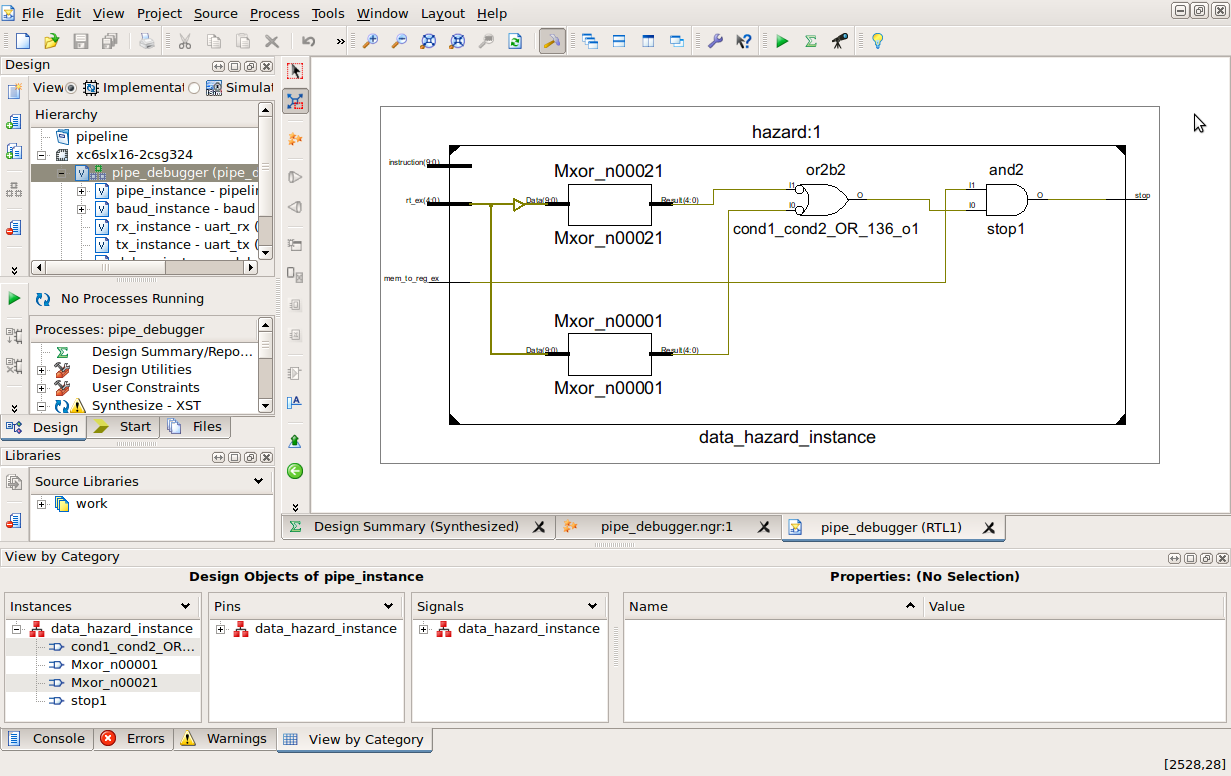 File Edit View Project Source Process Tools Window Layout Help
»
Design
View Implementat Simulat
Hierarchy
pipeline
xc6slx16-2csg324
pipe_debugger (pipe_d
pipe_instance - pipelin
baud_instance - baud
rx_instance - uart_rx (
tx_instance - uart_tx (
No Processes Running
Processes: pipe_debugger
Design Summary/Repo...
Design Utilities
User Constraints
Synthesize - XST
Design Start Files
Libraries
Source Libraries
work
hazard:1
instruction(9:0)
rt_ex(4:0)
mem_to_reg_ex
Mxor_n00021
Data(9:0) Result(4:0)
Mxor_n00021
or2b2
I1
I0
O
cond1_cond2_OR_136_o1
and2
I1
I0
O
stop1
stop
Mxor_n00001
Data(9:0) Result(4:0)
Mxor_n00001
data_hazard_instance
Design Summary (Synthesized) pipe_debugger.ngr:1 pipe_debugger (RTL1)
View by Category
Design Objects of pipe_instance
Properties: (No Selection)
Instances
data_hazard_instance
cond1_cond2_OR...
Mxor_n00001
Mxor_n00021
stop1
Pins
data_hazard_instance
Signals
data_hazard_instance
Name Value
Console Errors Warnings View by Category
[2528,28]